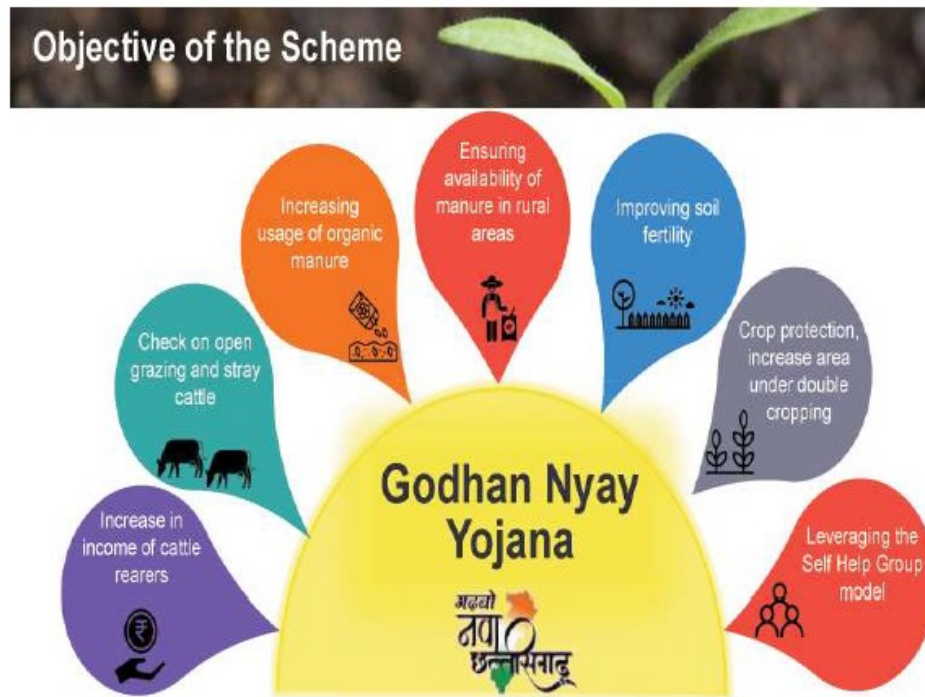 Objective of the Scheme
Increase in
income of cattle
rearers
Check on open
grazing and stray
cattle
Increasing
usage of organic
manure
Ensuring
availability of
manure in rural
areas
Improving soil
fertility
Crop protection,
increase area
under double
cropping
Leveraging the
Self Help Group
model
Godhan Nyay
Yojana
गढ़बो
नवा
छत्तीसगढ़